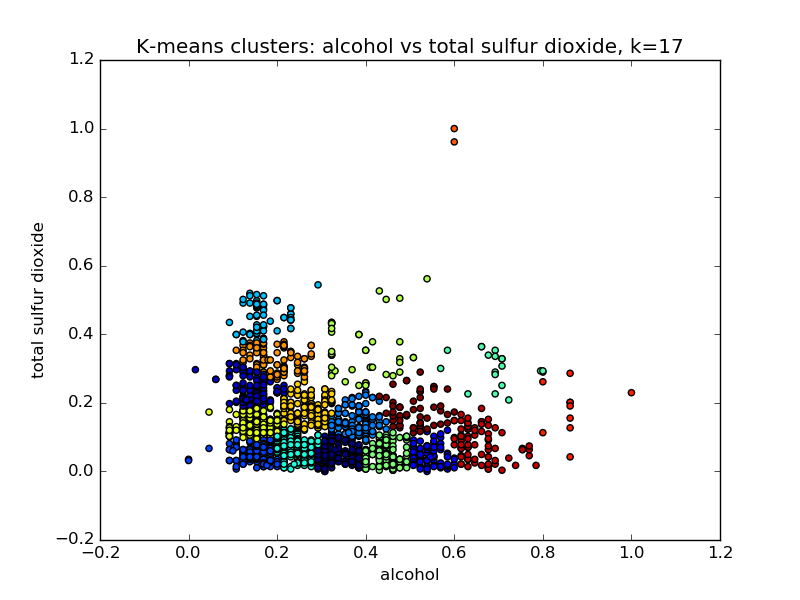 K-means clusters: alcohol vs total sulfur dioxide, k=17
1.2
1.0
0.8
0.6
0.4
0.2
0.0
−0.2
total sulfur dioxide
−0.2 0.0 0.2 0.4 0.6 0.8 1.0 1.2
alcohol